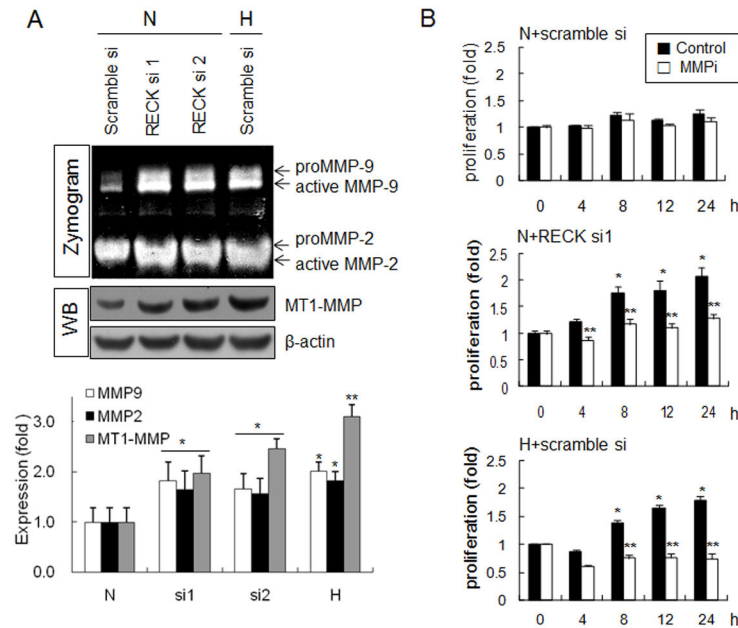 A
N
H
Scramble si
RECK si 1
RECK si 2
Scramble si
Zymogram
proMMP-9
active MMP-9
proMMP-2
active MMP-2
WB
MT1-MMP
β-actin
MMP9
MMP2
MT1-MMP
Expression (fold )
3.0
2.0
1.0
0.0
*
*
*
*
**
N
si1
si2
H
B
N+scramble si
Control
MMPi
proliferation (fold)
2.5
2
1.5
1
0.5
0
4
8
12
24
h
N+RECK si1
proliferation (fold)
2.5
2
1.5
1
0.5
**
*
**
*
**
*
**
0
4
8
12
24
h
H+scramble si
proliferation (fold)
2.5
2
1.5
1
0.5
0
*
**
*
**
*
**
0
4
8
12
24
h